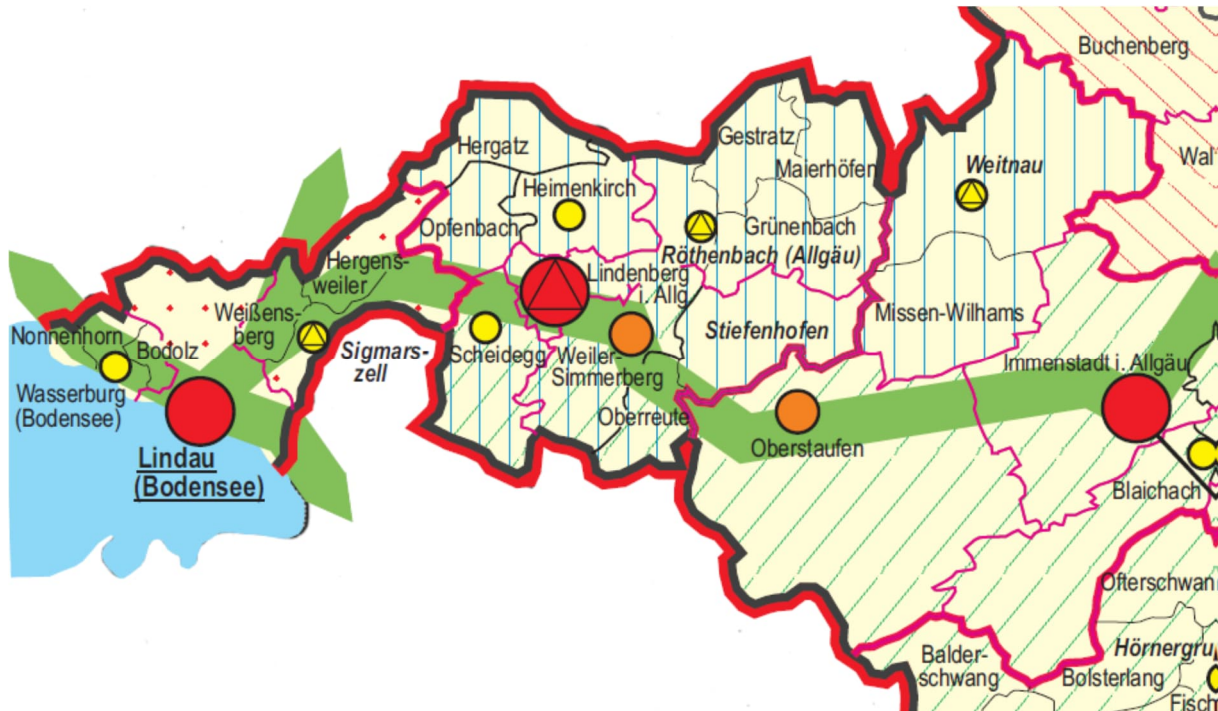 Buchenberg
Gestratz
Hergatz
Maierhöfen
Weitnau
Wal
Heimenkirch
Opfenbach
Grünenbach
Röthenbach (Allgäu)
Hergens-
weiler
Lindenberg
i. Allg
Weißens-
berg
Missen-Wilhams
Stiefenhofen
Nonnenhorn
Bodolz
Sigmars-
zell
Scheidegg
Weiler-
Simmerberg
Immenstadt i. Allgäu
Wasserburg
(Bodensee)
Oberreute
Oberstaufen
Lindau
(Bodensee)
Blaichach
Ofterschwan
Balder-
schwang
Hörnergru
Bolsterlang
Fisch